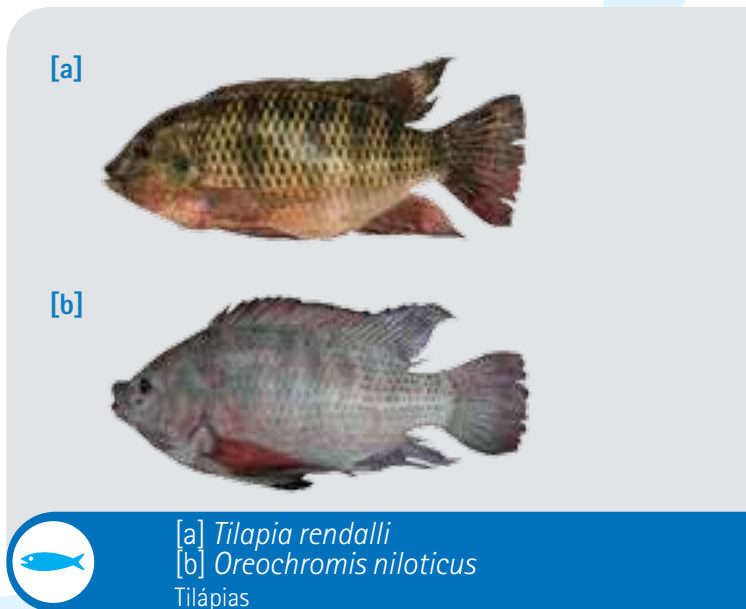 [a]
[b]
[a] Tilapia rendalli
[b] Oreochromis niloticus
Tilápias